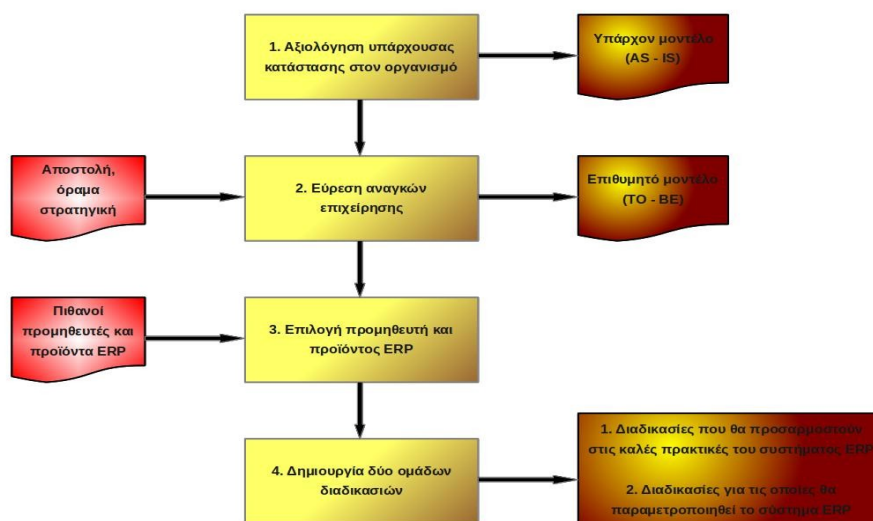 1. Αξιολόγηση υπάρχουσας
κατάστασης στον οργανισμό
Υπάρχον μοντέλο
(AS - IS)
Αποστολή,
όραμα
στρατηγική
2. Εύρεση αναγκών
επιχείρησης
Επιθυμητό μοντέλο
(TO - BE)
Πιθανοί
προμηθευτές και
προϊόντα ERP
3. Επιλογή προμηθευτή και
προϊόντος ERP
4. Δημιουργία δύο ομάδων
διαδικασιών
1. Διαδικασίες που θα προσαρμοστούν
στις καλές πρακτικές του συστήματος ERP
2. Διαδικασίες για τις οποίες θα
παραμετροποιηθεί το σύστημα ERP